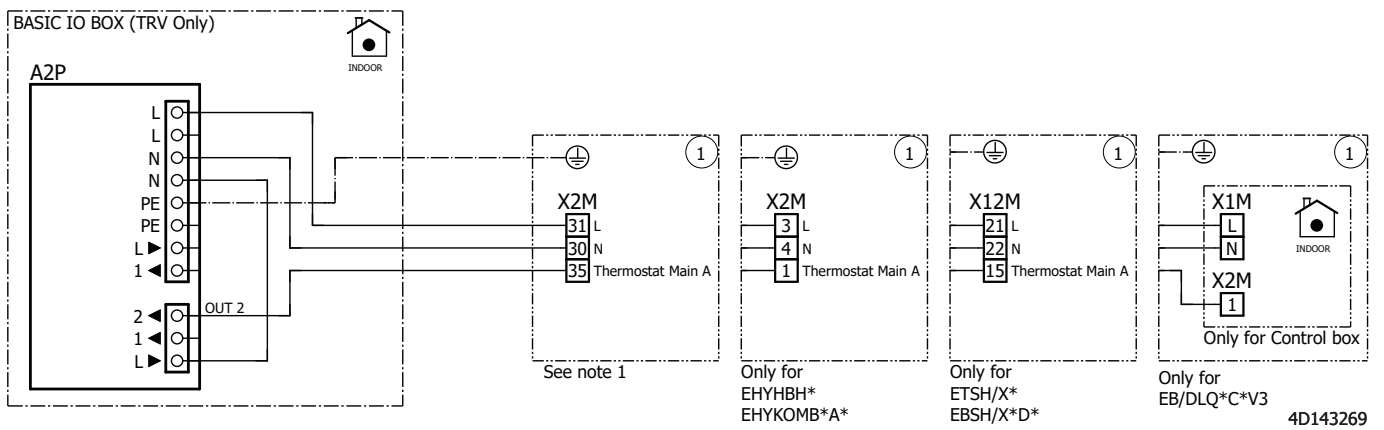 BASIC IO BOX (TRV Only)
INDOOR
A2P
L
L
N
N
PE
PE
L ▶
1 ◀
2 ◀ OUT 2
1 ◀
L ▶
1
X2M
31 L
30 N
35 Thermostat Main A
See note 1
1
X2M
3 L
4 N
1 Thermostat Main A
Only for
EHYHBH*
EHYKOMB*A*
1
X12M
21 L
22 N
15 Thermostat Main A
Only for
ETSH/X*
EBSH/X*D*
1
X1M
L
N
INDOOR
X2M
1
Only for Control box
Only for
EB/DLQ*C*V3
4D143269